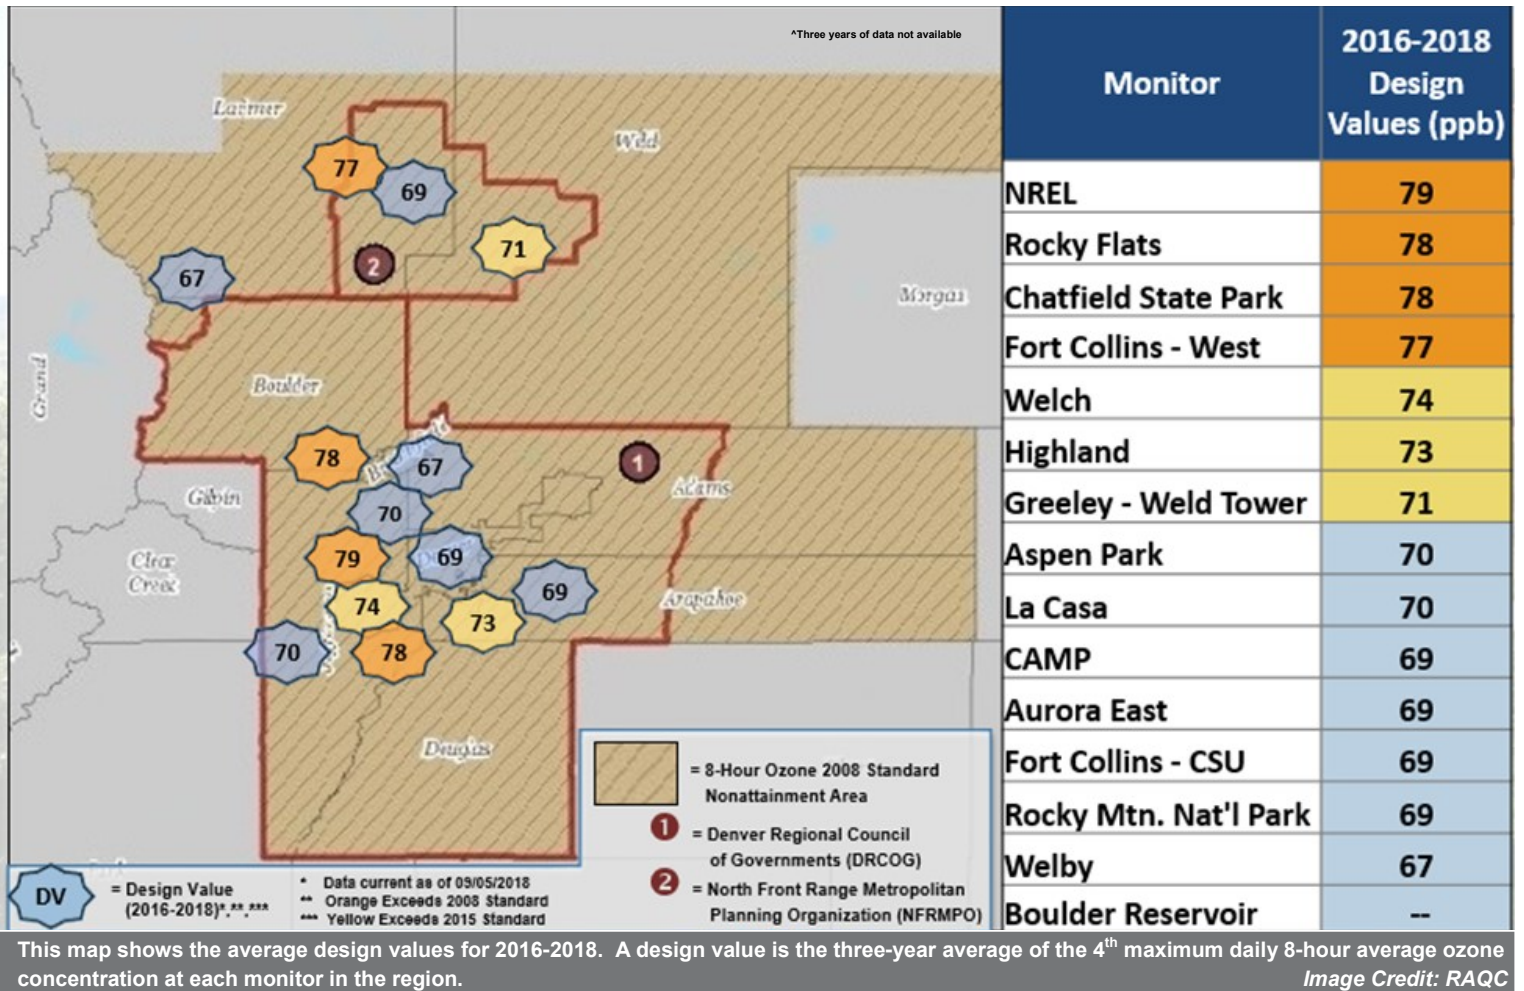 ^Three years of data not available
Larimer
Weld
77
69
71
2
67
Morgan
Grand
Boulder
78
67
1
Adams
Gilpin
70
79
69
Clear
Creek
69
74
Arapahoe
73
70
78
Douglas
= 8-Hour Ozone 2008 Standard
Nonattainment Area
1 = Denver Regional Council
of Governments (DRCOG)
2 = North Front Range Metropolitan
Planning Organization (NFRMPO)
DV = Design Value
(2016-2018)*,**,***
* Data current as of 09/05/2018
** Orange Exceeds 2008 Standard
*** Yellow Exceeds 2015 Standard
Monitor 2016-2018
Design
Values (ppb)
NREL 79
Rocky Flats 78
Chatfield State Park 78
Fort Collins - West 77
Welch 74
Highland 73
Greeley - Weld Tower 71
Aspen Park 70
La Casa 70
CAMP 69
Aurora East 69
Fort Collins - CSU 69
Rocky Mtn. Nat'l Park 69
Welby 67
Boulder Reservoir --
This map shows the average design values for 2016-2018. A design value is the three-year average of the 4th maximum daily 8-hour average ozone
concentration at each monitor in the region. Image Credit: RAQC